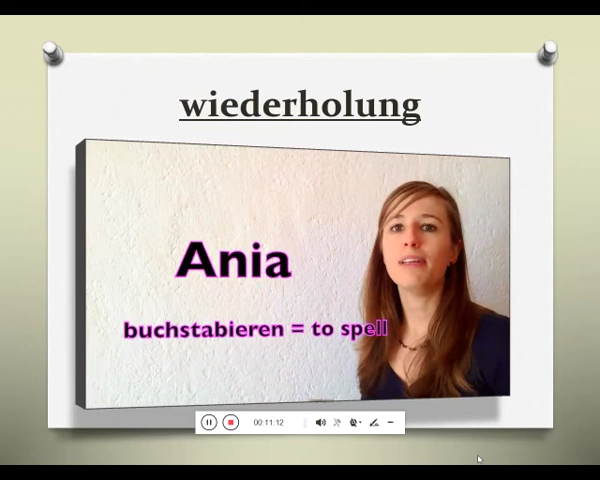 wiederholung
Ania
buchstabieren = to spell
00:11:12